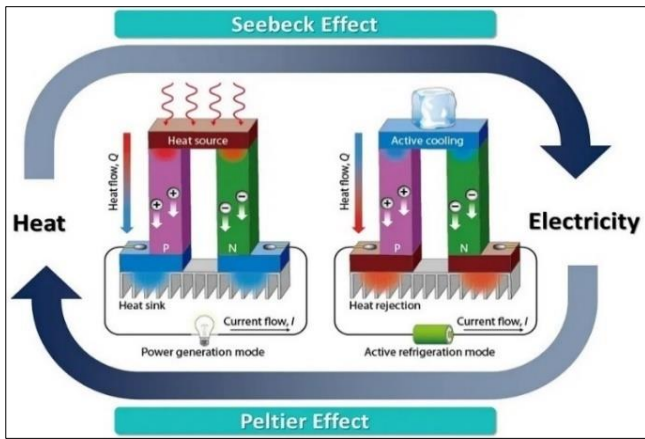 Seebeck Effect
Heat source
Heat flow, Q
+
+
−
−
P
N
Heat sink
Current flow, I
Power generation mode
Active cooling
Heat flow, Q
+
+
−
−
P
N
Heat rejection
Current flow, I
Active refrigeration mode
Heat
Electricity
Peltier Effect